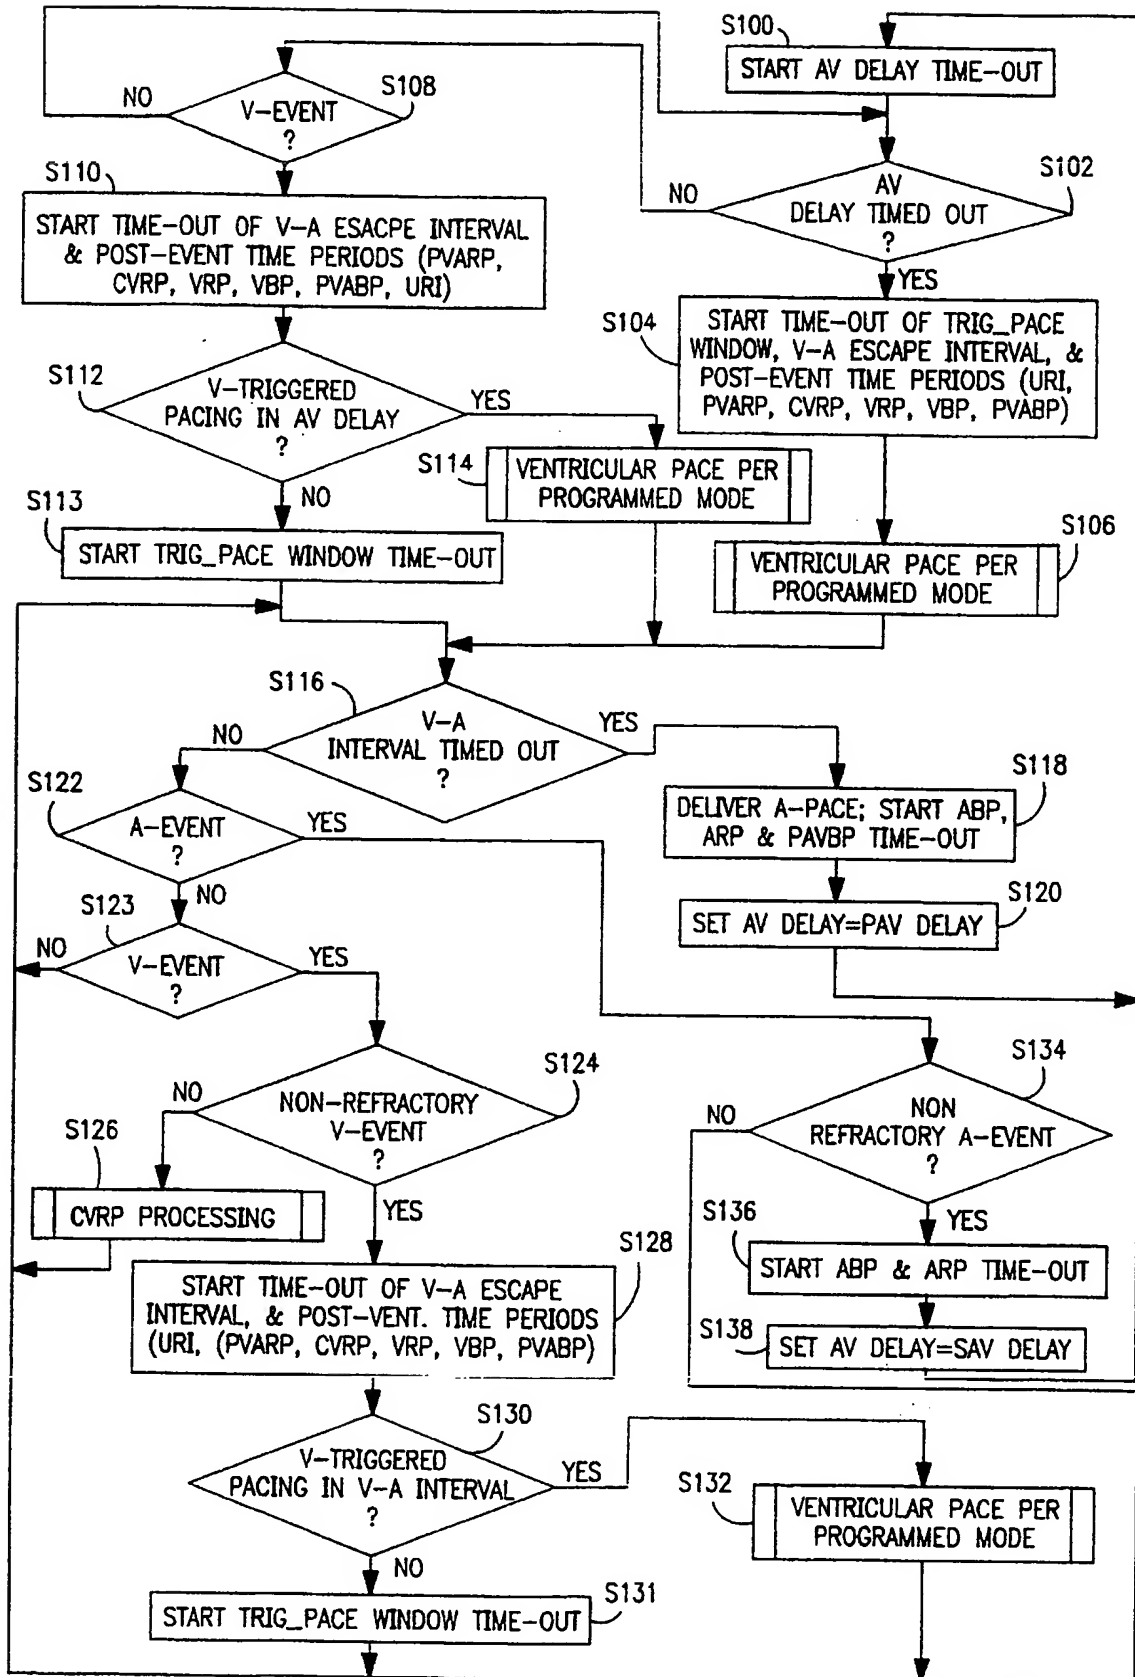 S100
START AV DELAY TIME-OUT
NO
V-EVENT
?
S108
S102
AV
DELAY TIMED OUT
?
NO
YES
S110
START TIME-OUT OF V-A ESACPE INTERVAL
& POST-EVENT TIME PERIODS (PVARP,
CVRP, VRP, VBP, PVABP, URI)
S104
START TIME-OUT OF TRIG_PACE
WINDOW, V-A ESCAPE INTERVAL, &
POST-EVENT TIME PERIODS (URI,
PVARP, CVRP, VRP, VBP, PVABP)
S112
V-TRIGGERED
PACING IN AV DELAY
?
YES
NO
S114
VENTRICULAR PACE PER
PROGRAMMED MODE
S113
START TRIG_PACE WINDOW TIME-OUT
S106
VENTRICULAR PACE PER
PROGRAMMED MODE
S116
V-A
INTERVAL TIMED OUT
?
NO
YES
S118
DELIVER A-PACE; START ABP,
ARP & PAVBP TIME-OUT
S122
A-EVENT
?
YES
NO
S120
SET AV DELAY=PAV DELAY
S123
NO
V-EVENT
?
YES
S124
NON-REFRACTORY
V-EVENT
?
NO
YES
S134
NON
REFRACTORY A-EVENT
?
NO
YES
S126
CVRP PROCESSING
S136
START ABP & ARP TIME-OUT
S128
START TIME-OUT OF V-A ESCAPE
INTERVAL, & POST-VENT. TIME PERIODS
(URI, (PVARP, CVRP, VRP, VBP, PVABP)
S138
SET AV DELAY=SAV DELAY
S130
V-TRIGGERED
PACING IN V-A INTERVAL
?
YES
NO
S132
VENTRICULAR PACE PER
PROGRAMMED MODE
S131
START TRIG_PACE WINDOW TIME-OUT